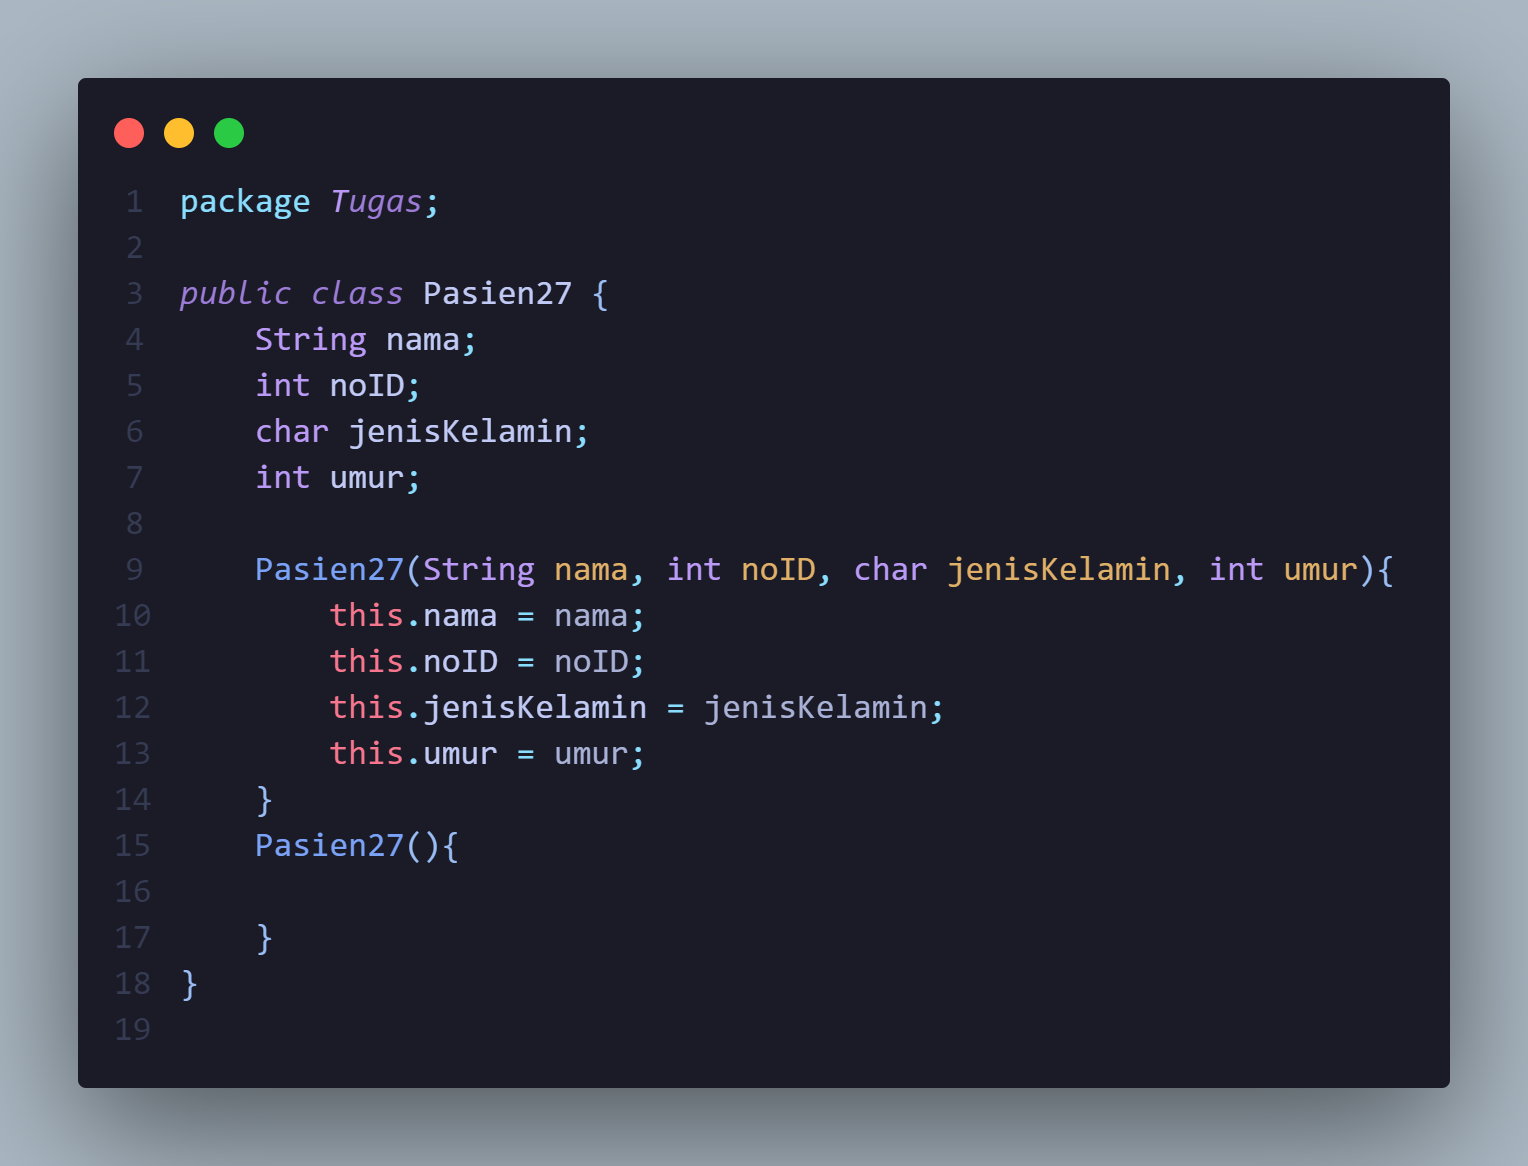 1 package Tugas;
2
3 public class Pasien27 {
4     String nama;
5     int noID;
6     char jenisKelamin;
7     int umur;
8
9     Pasien27(String nama, int noID, char jenisKelamin, int umur){
10         this.nama = nama;
11         this.noID = noID;
12         this.jenisKelamin = jenisKelamin;
13         this.umur = umur;
14     }
15     Pasien27(){
16
17     }
18 }
19